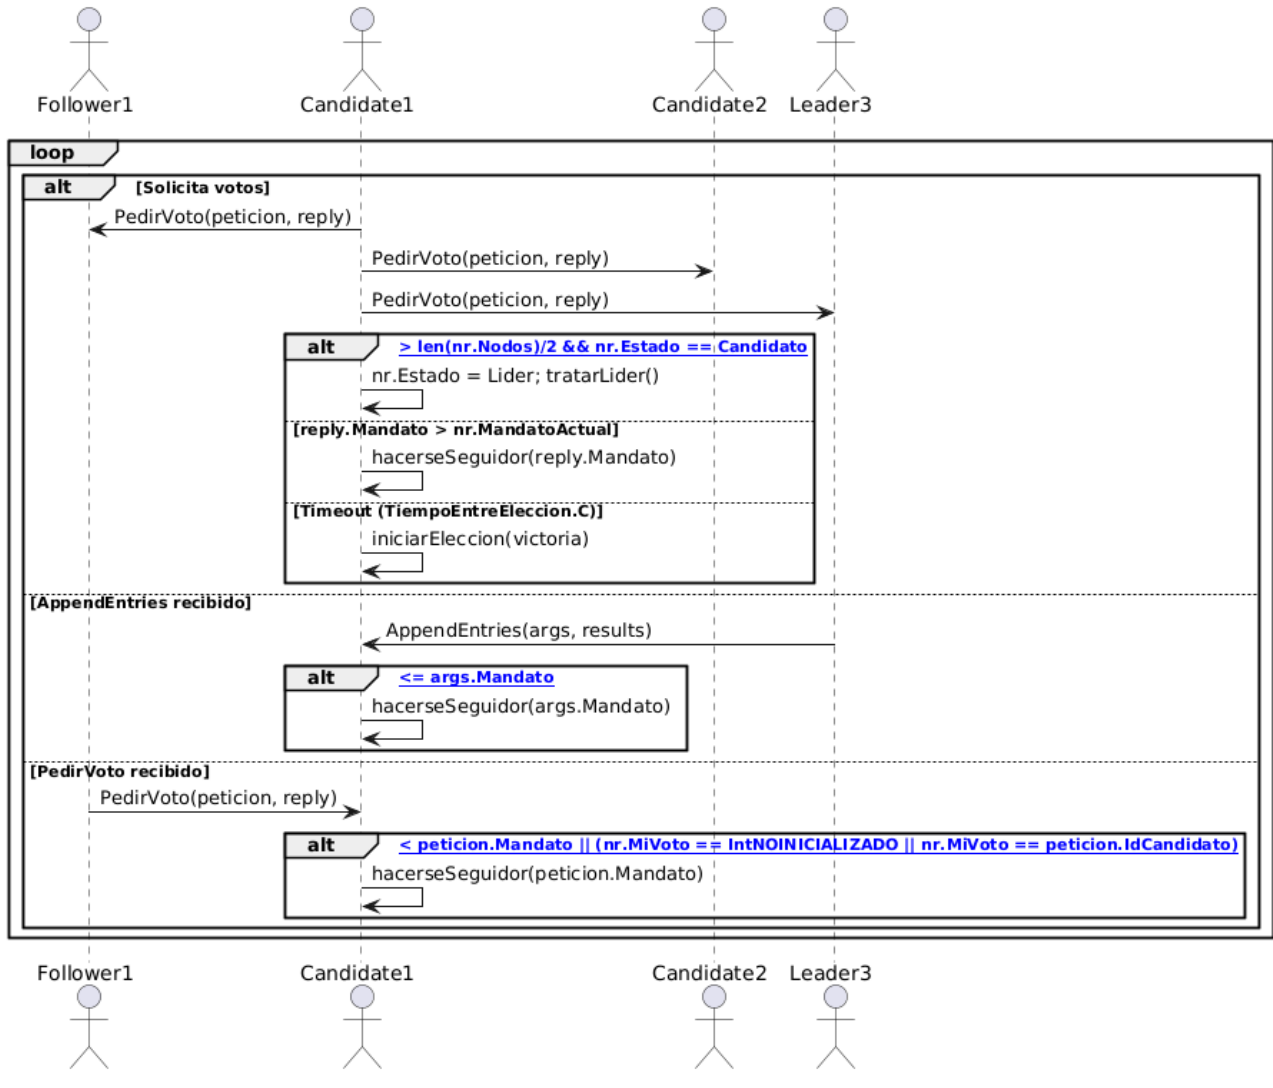 Follower1 Candidate1 Candidate2 Leader3
loop
alt [Solicita votos]
PedirVoto(peticion, reply)
PedirVoto(peticion, reply)
PedirVoto(peticion, reply)
alt > len(nr.Nodos)/2 && nr.Estado == Candidato
nr.Estado = Lider; tratarLider()
[reply.Mandato > nr.MandatoActual]
hacerseSeguidor(reply.Mandato)
[Timeout (TiempoEntreEleccion.C)]
iniciarEleccion(victoria)
[AppendEntries recibido]
AppendEntries(args, results)
alt <= args.Mandato
hacerseSeguidor(args.Mandato)
[PedirVoto recibido]
PedirVoto(peticion, reply)
alt < peticion.Mandato || (nr.MiVoto == IntNOINICIALIZADO || nr.MiVoto == peticion.IdCandidato)
hacerseSeguidor(peticion.Mandato)
Follower1 Candidate1 Candidate2 Leader3